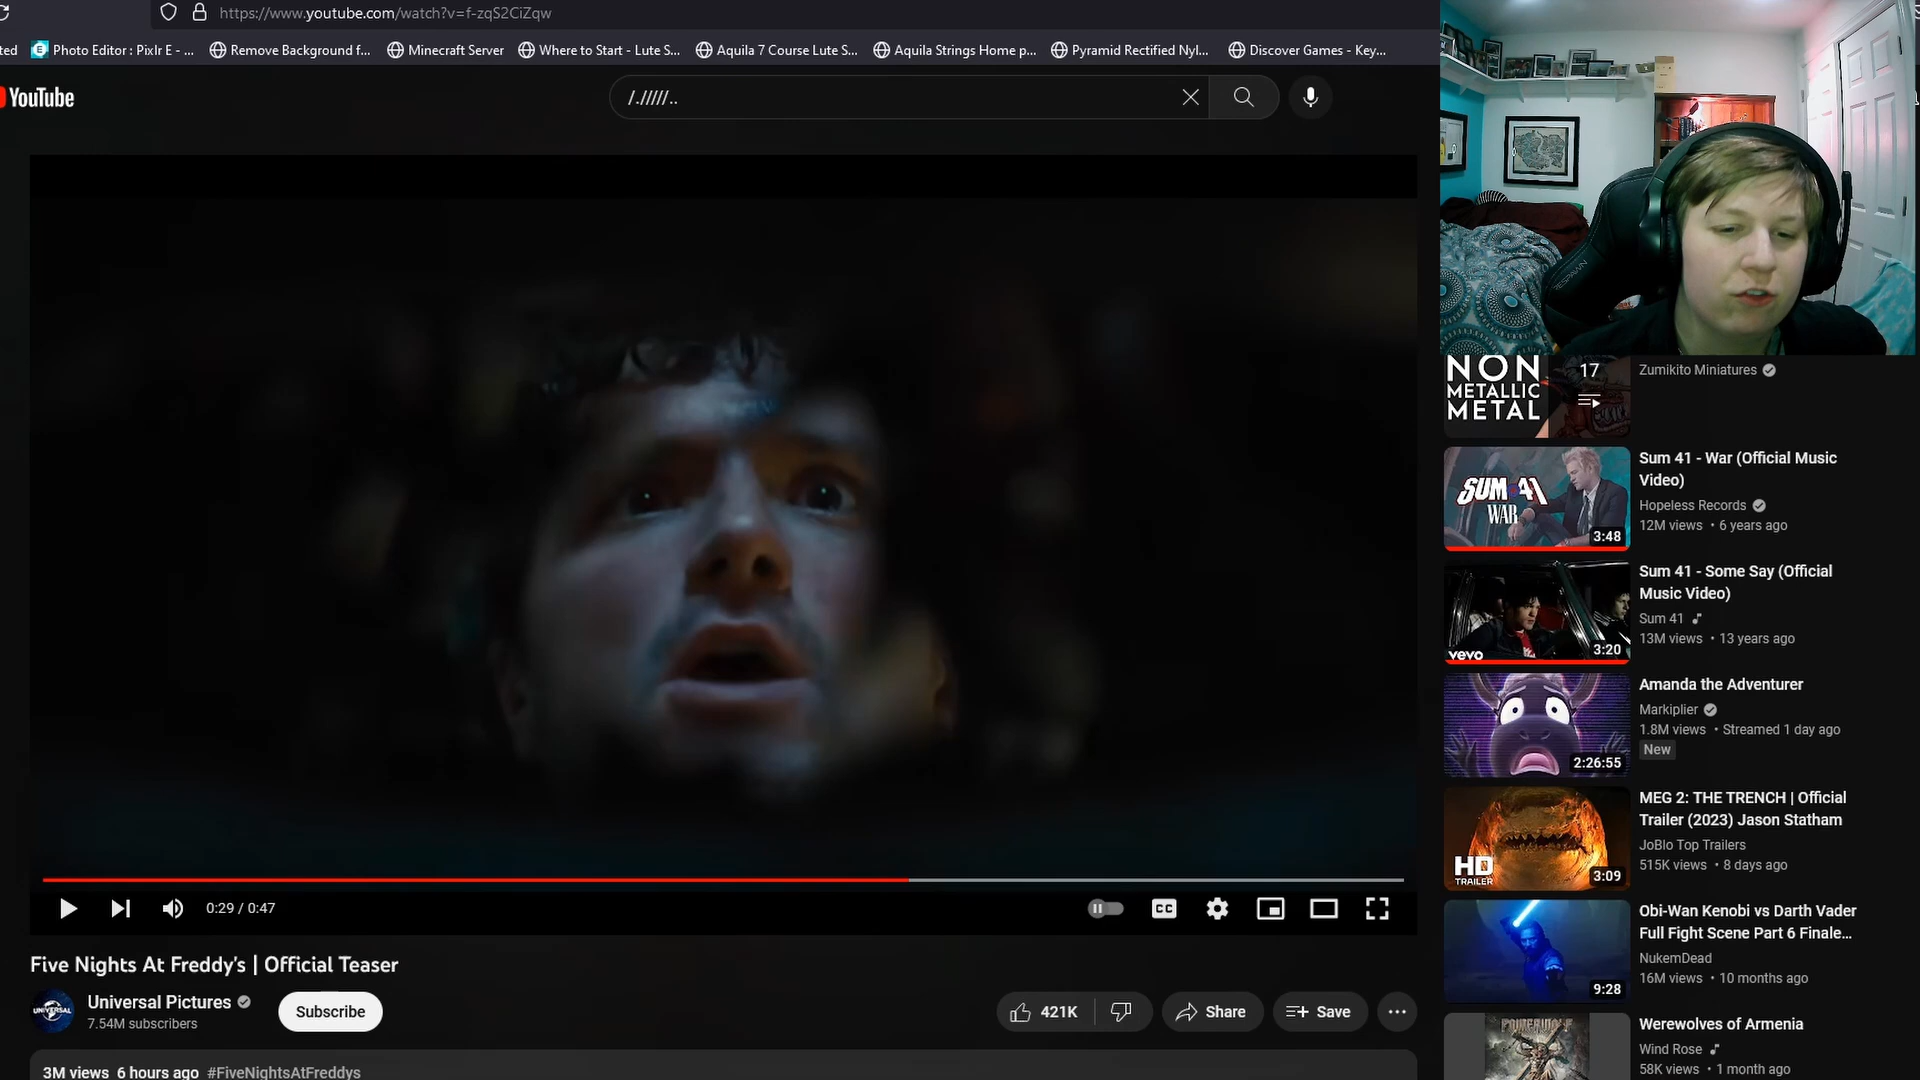 https://www.youtube.com/watch?v=f-zqS2CiZqw
ted Photo Editor : Pixlr E - ... Remove Background f... Minecraft Server Where to Start - Lute S... Aquila 7 Course Lute S... Aquila Strings Home p... Pyramid Rectified Nyl... Discover Games - Key...
YouTube
/./////..
NON
METALLIC
METAL
17
Zumikito Miniatures
SUM 41
WAR
3:48
Sum 41 - War (Official Music
Video)
Hopeless Records
12M views • 6 years ago
vevo
3:20
Sum 41 - Some Say (Official
Music Video)
Sum 41
13M views • 13 years ago
2:26:55
Amanda the Adventurer
Markiplier
1.8M views • Streamed 1 day ago
New
HD
TRAILER
3:09
MEG 2: THE TRENCH | Official
Trailer (2023) Jason Statham
JoBlo Top Trailers
515K views • 8 days ago
9:28
Obi-Wan Kenobi vs Darth Vader
Full Fight Scene Part 6 Finale...
NukemDead
16M views • 10 months ago
POWERWOLF
Werewolves of Armenia
Wind Rose
58K views • 1 month ago
0:29 / 0:47
CC
Five Nights At Freddy's | Official Teaser
UNIVERSAL
Universal Pictures
7.54M subscribers
Subscribe
421K
Share
Save
3M views 6 hours ago #FiveNightsAtFreddys